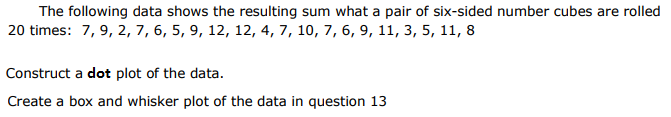 The following data shows the resulting sum what a pair of six-sided number cubes are rolled
20 times: 7, 9, 2, 7, 6, 5, 9, 12, 12, 4, 7, 10, 7, 6, 9, 11, 3, 5, 11, 8
Construct a dot plot of the data.
Create a box and whisker plot of the data in question 13